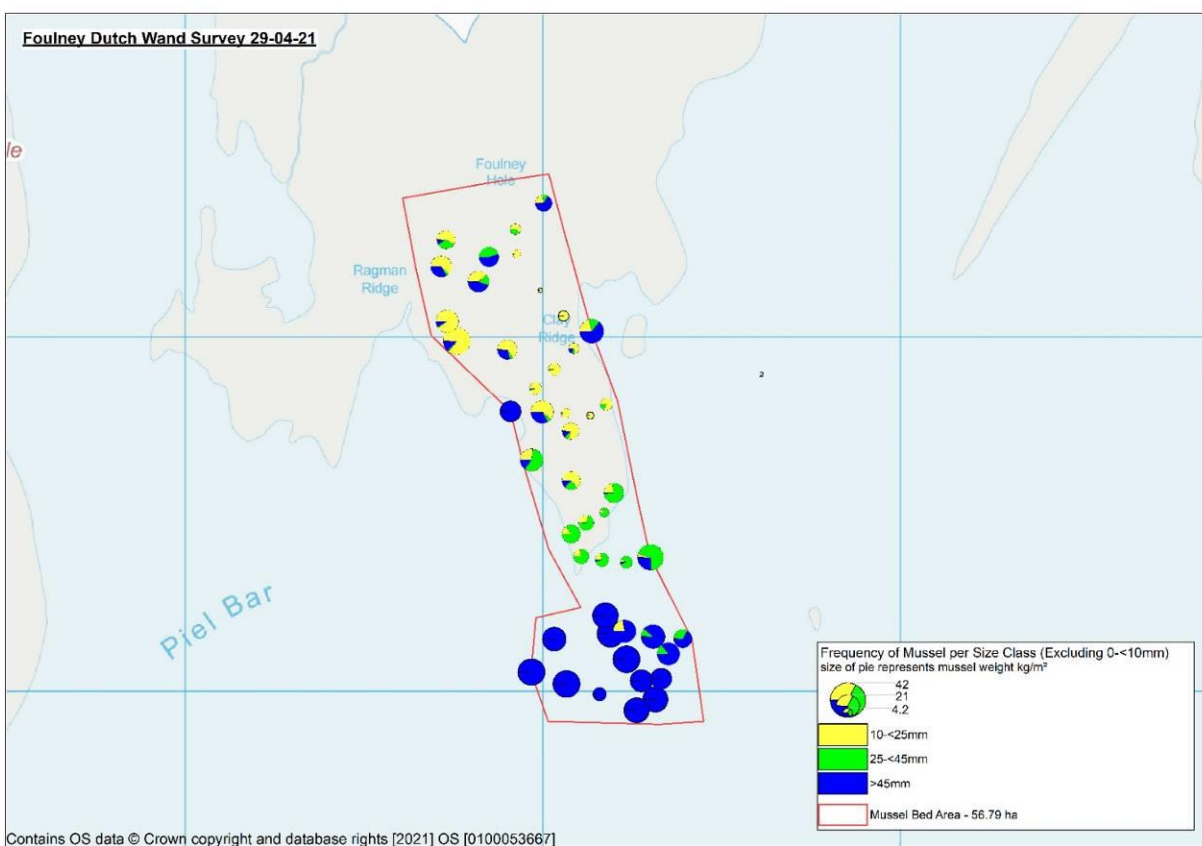 Foulney Dutch Wand Survey 29-04-21
le
Foulney
Hole
Ragman
Ridge
Clay
Ridge
2
Piel Bar
Frequency of Mussel per Size Class (Excluding 0-<10mm)
size of pie represents mussel weight kg/m²
42
21
4.2
10-<25mm
25-<45mm
>45mm
Mussel Bed Area - 56.79 ha
Contains OS data © Crown copyright and database rights [2021] OS [0100053667]